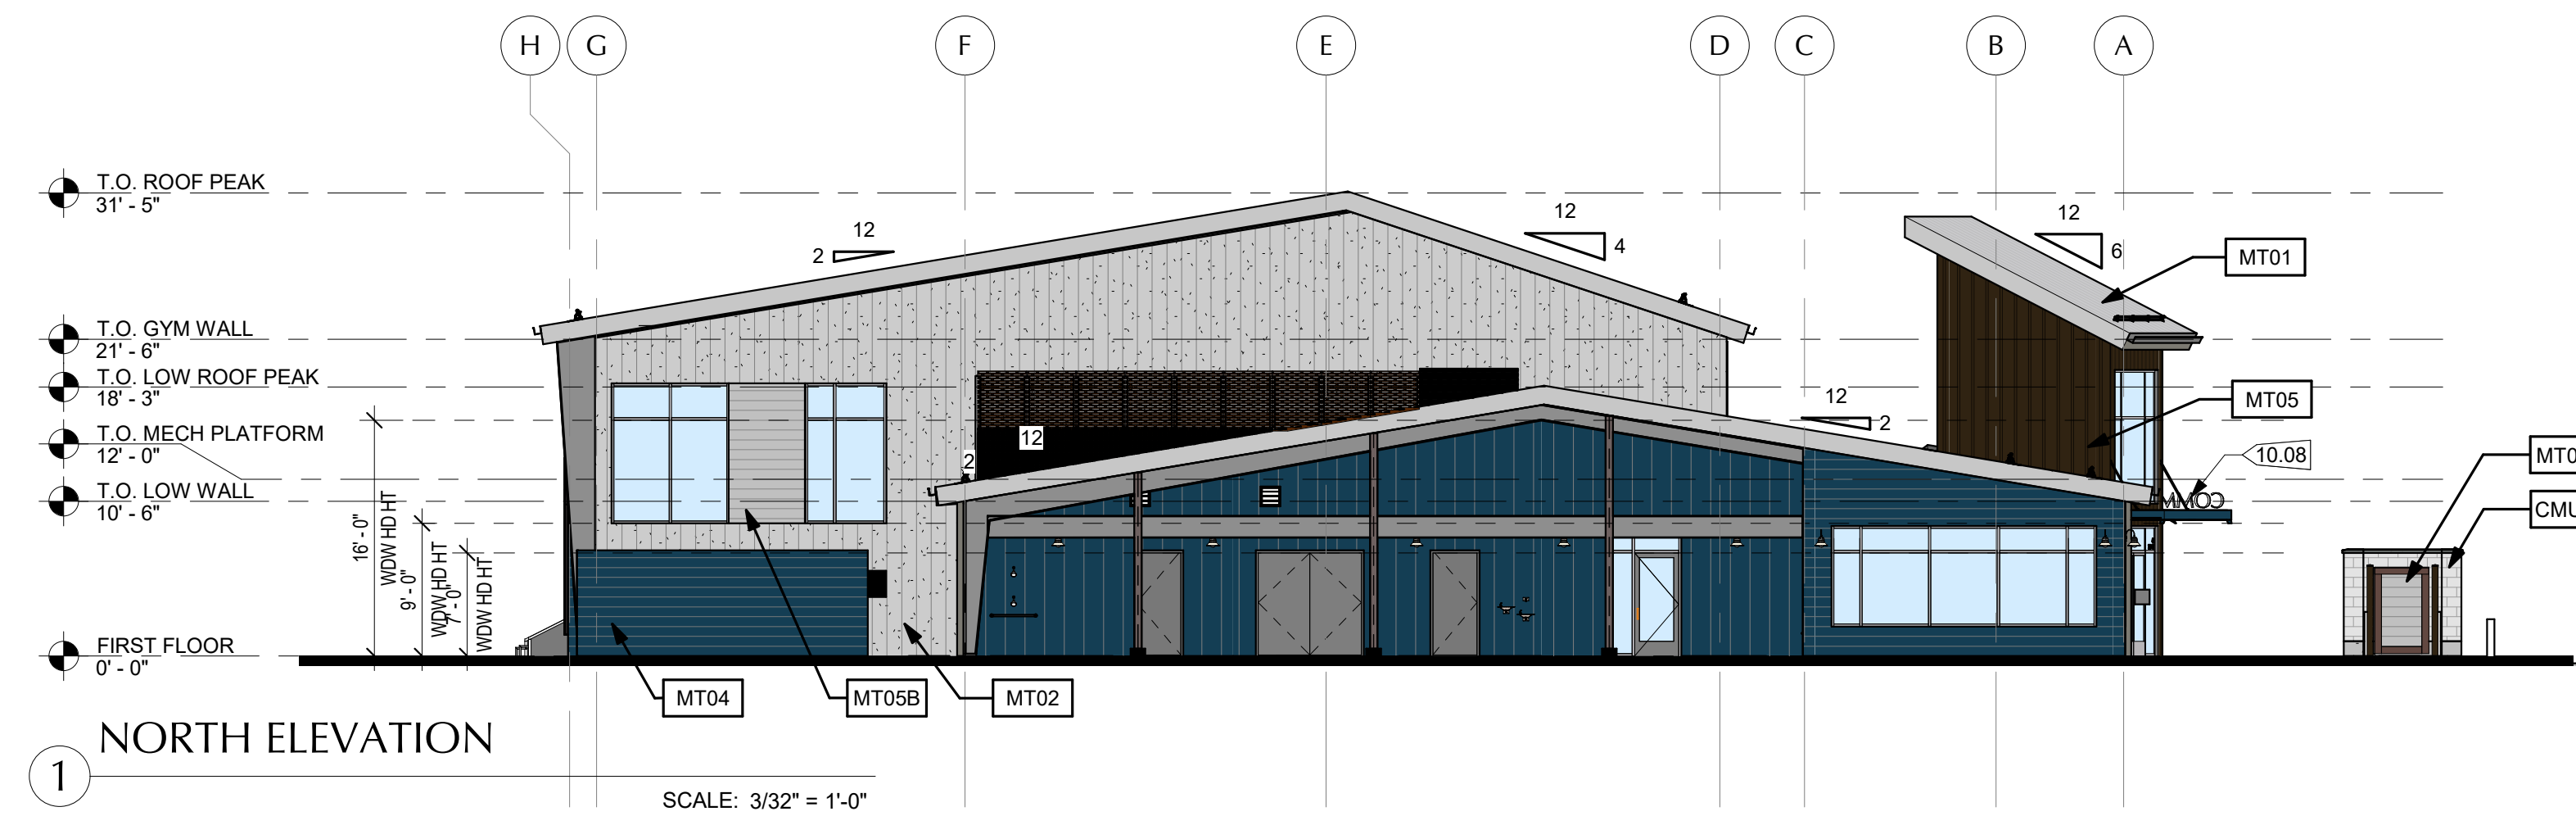 H G F E D C B A
T.O. ROOF PEAK
31' - 5"
12
2
12
4
12
6
MT01
T.O. GYM WALL
21' - 6"
T.O. LOW ROOF PEAK
18' - 3"
12
2
MT05
T.O. MECH PLATFORM
12' - 0"
12
2
10.08
MT0
T.O. LOW WALL
10' - 6"
COMM
CMU
16' - 0"
WDW HD HT
9' - 0"
WDW HD HT
7' - 0"
WDW HD HT
FIRST FLOOR
0' - 0"
MT04
MT05B
MT02
1
NORTH ELEVATION
SCALE: 3/32" = 1'-0"